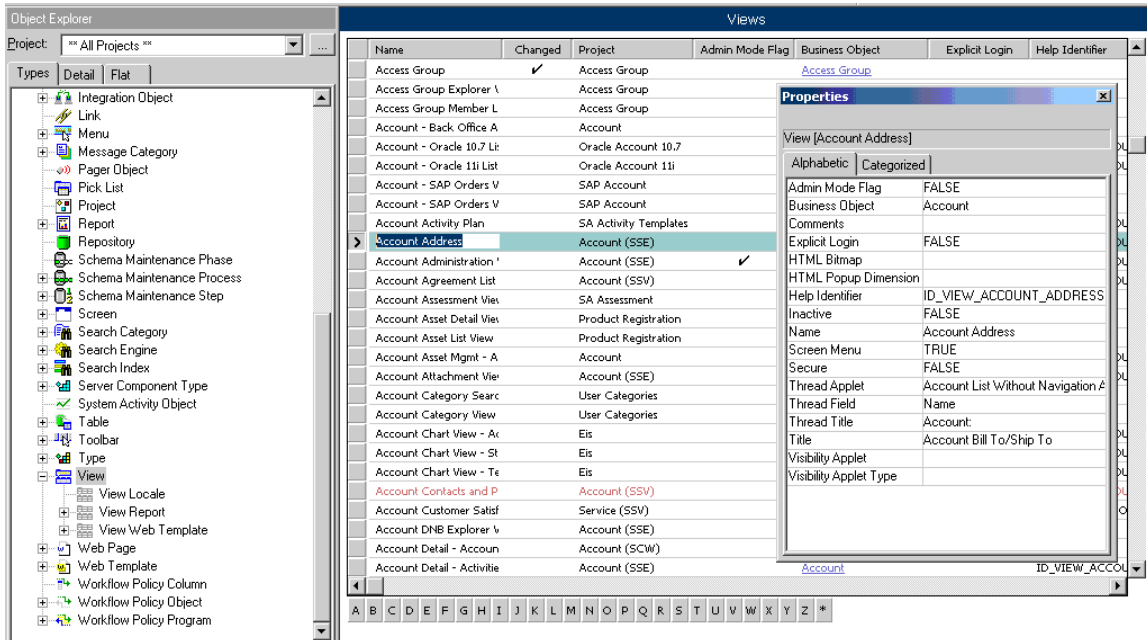 Object Explorer
Project: ** All Projects ** ...
Types Detail Flat
Integration Object
Link
Menu
Message Category
Pager Object
Pick List
Project
Report
Repository
Schema Maintenance Phase
Schema Maintenance Process
Schema Maintenance Step
Screen
Search Category
Search Engine
Search Index
Server Component Type
System Activity Object
Table
Toolbar
Type
View
View Locale
View Report
View Web Template
Web Page
Web Template
Workflow Policy Column
Workflow Policy Object
Workflow Policy Program
Views
Name Changed Project Admin Mode Flag Business Object Explicit Login Help Identifier
Access Group ✓ Access Group Access Group
Access Group Explorer Access Group
Access Group Member L Access Group
Account - Back Office A Account
Account - Oracle 10.7 Li Oracle Account 10.7
Account - Oracle 11i List Oracle Account 11i
Account - SAP Orders V SAP Account
Account - SAP Orders V SAP Account
Account Activity Plan SA Activity Templates
Account Address Account (SSE)
Account Administration Account (SSE) ✓
Account Agreement List Account (SSV)
Account Assessment Vie SA Assessment
Account Asset Detail Vie Product Registration
Account Asset List View Product Registration
Account Asset Mgmt - A Account
Account Attachment Vie Account (SSE)
Account Category Searc User Categories
Account Category View User Categories
Account Chart View - Ac Eis
Account Chart View - St Eis
Account Chart View - Te Eis
Account Contacts and P Account (SSV)
Account Customer Satisf Service (SSV)
Account DNB Explorer V Account (SSE)
Account Detail - Accoun Account (SCW)
Account Detail - Activitie Account (SSE) Account ID_VIEW_ACCOU
A B C D E F G H I J K L M N O P Q R S T U V W X Y Z *
Properties
View [Account Address]
Alphabetic Categorized
Admin Mode Flag FALSE
Business Object Account
Comments
Explicit Login FALSE
HTML Bitmap
HTML Popup Dimension
Help Identifier ID_VIEW_ACCOUNT_ADDRESS
Inactive FALSE
Name Account Address
Screen Menu TRUE
Secure FALSE
Thread Applet Account List Without Navigation A
Thread Field Name
Thread Title Account:
Title Account Bill To/Ship To
Visibility Applet
Visibility Applet Type